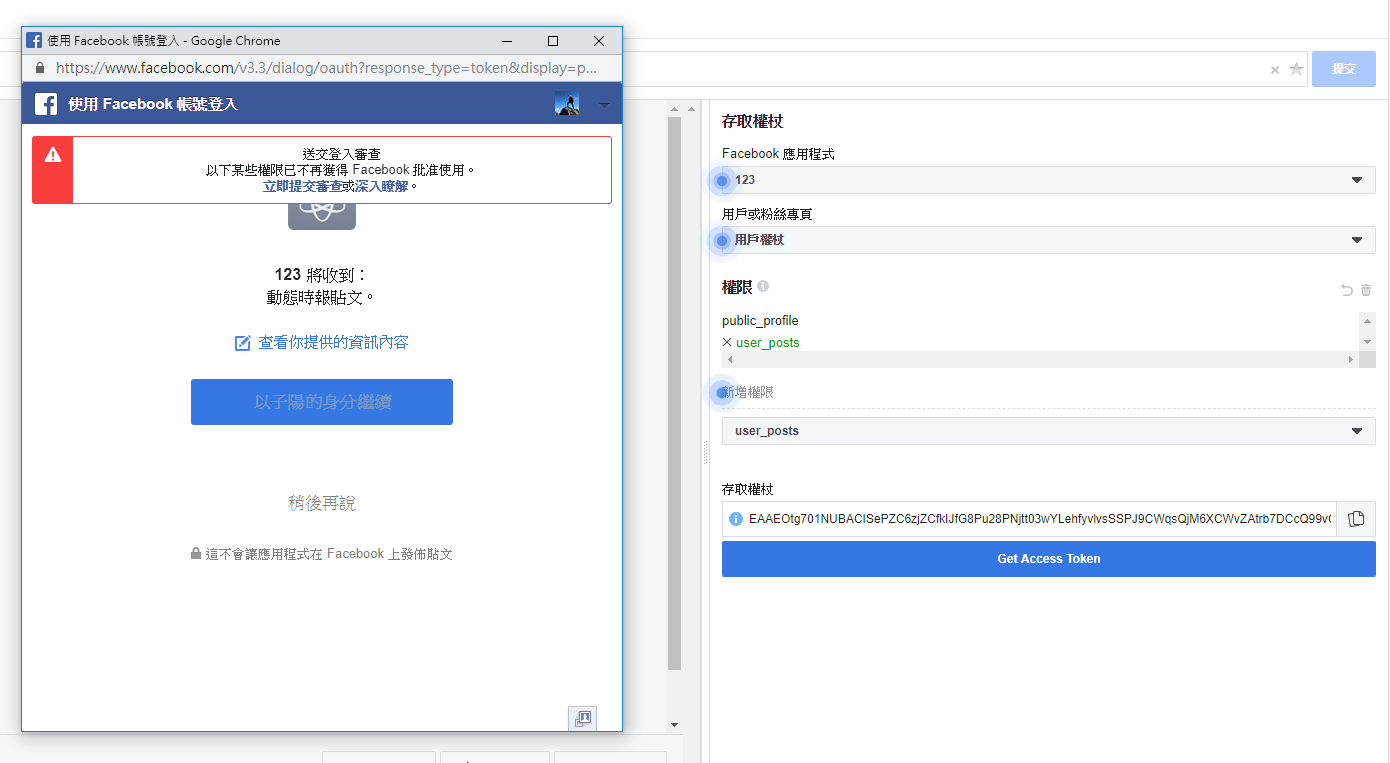 使用 Facebook 帳號登入 - Google Chrome
https://www.facebook.com/v3.3/dialog/oauth?response_type=token&display=p...
使用 Facebook 帳號登入
送交登入審查
以下某些權限已不再獲得 Facebook 批准使用。
立即提交審查或深入瞭解。
123 將收到：
動態時報貼文。
查看你提供的資訊內容
以子陽的身分繼續
稍後再說
這不會讓應用程式在 Facebook 上發佈貼文
提交
存取權杖
Facebook 應用程式
123
用戶或粉絲專頁
用戶權杖
權限
public_profile
user_posts
新增權限
user_posts
存取權杖
Get Access Token